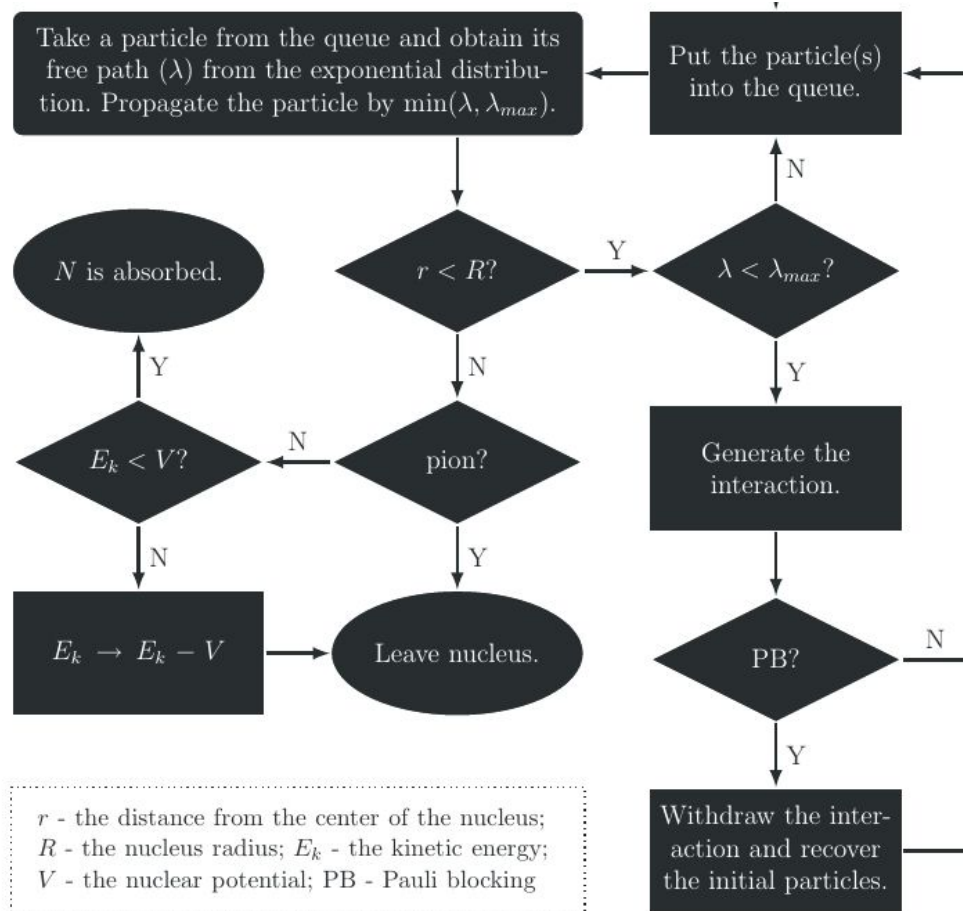 Take a particle from the queue and obtain its
free path (λ) from the exponential distribu-
tion. Propagate the particle by min(λ, λmax).
Put the particle(s)
into the queue.
N
N is absorbed.
r < R?
Y
λ < λmax?
Y
N
Y
Ek < V?
N
pion?
Generate the
interaction.
N
Y
Ek → Ek − V
Leave nucleus.
PB?
N
Y
r - the distance from the center of the nucleus;
R - the nucleus radius; Ek - the kinetic energy;
V - the nuclear potential; PB - Pauli blocking
Withdraw the inter-
action and recover
the initial particles.